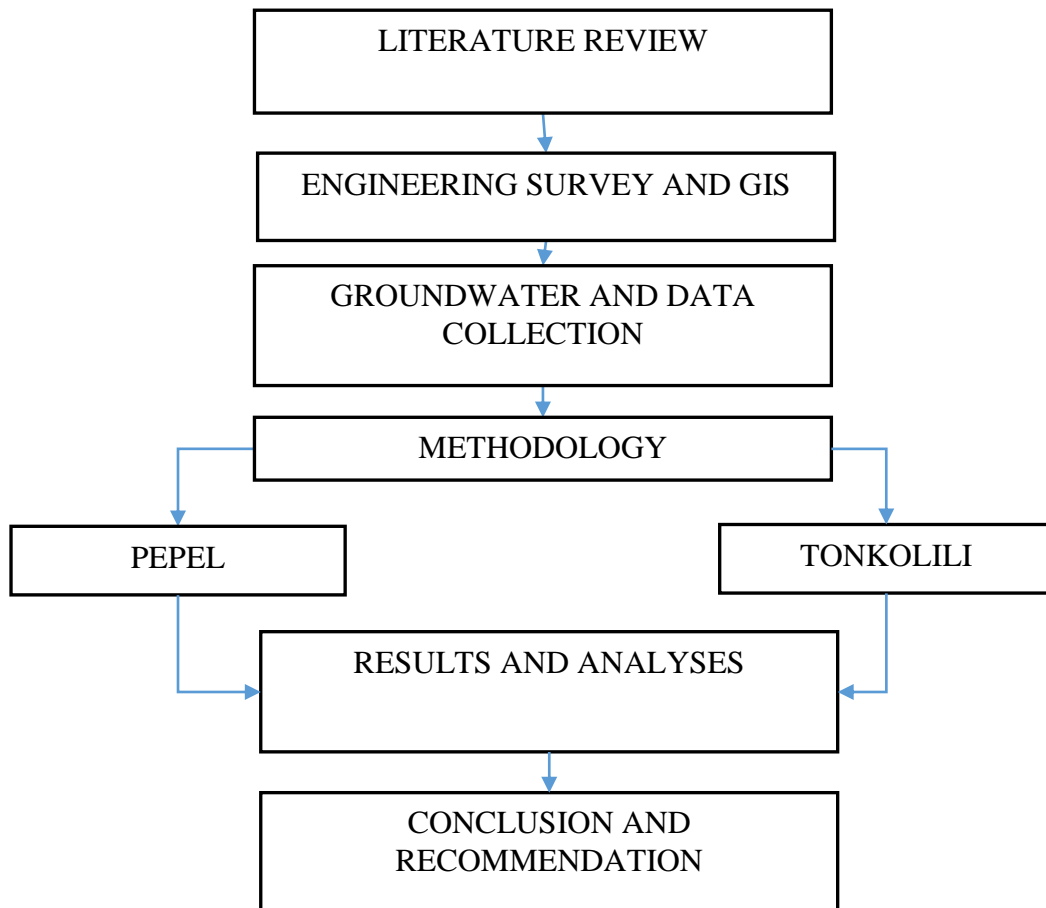 LITERATURE REVIEW
ENGINEERING SURVEY AND GIS
GROUNDWATER AND DATA
COLLECTION
METHODOLOGY
PEPEL
TONKOLILI
RESULTS AND ANALYSES
CONCLUSION AND
RECOMMENDATION